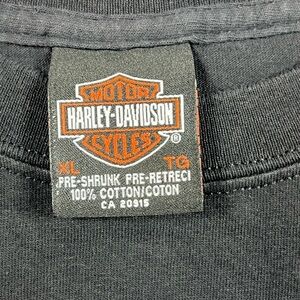 MOTOR
HARLEY-DAVIDSON
CYCLES ®
XL TG
PRE-SHRUNK PRE-RETRECI
100% COTTON/COTON
CA 20915